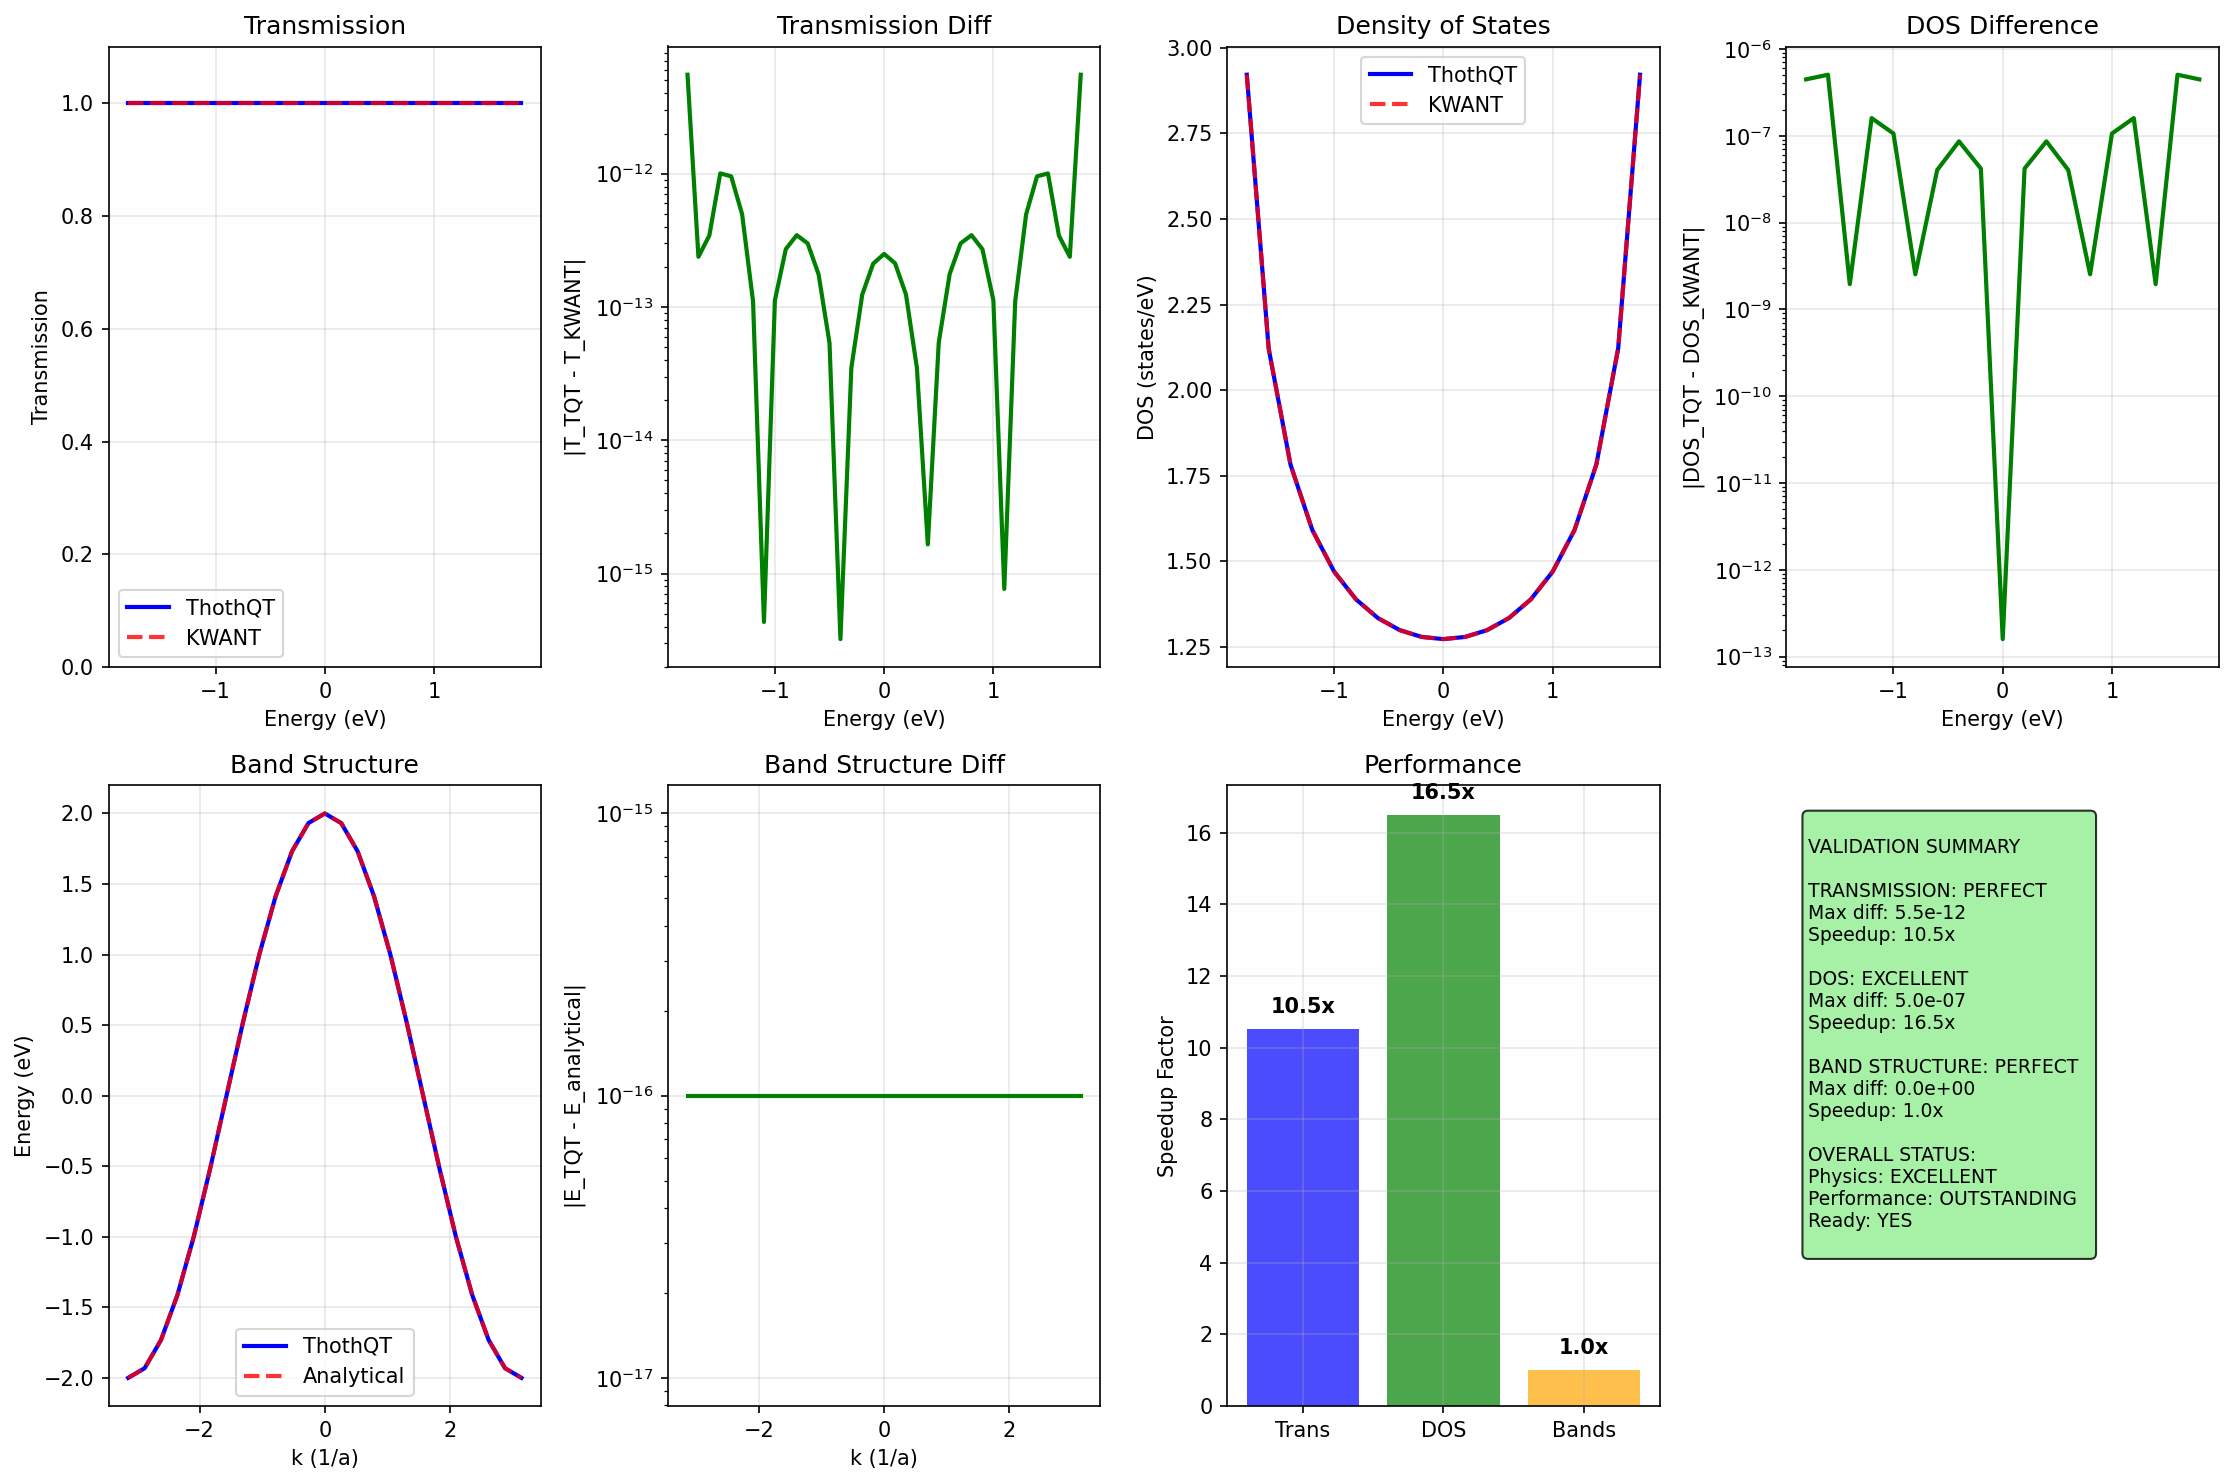 Transmission
Transmission
1.0
0.8
0.6
0.4
0.2
0.0
−1
0
1
Energy (eV)
ThothQT
KWANT
Transmission Diff
|T_TQT - T_KWANT|
10⁻¹²
10⁻¹³
10⁻¹⁴
10⁻¹⁵
−1
0
1
Energy (eV)
Density of States
DOS (states/eV)
3.00
2.75
2.50
2.25
2.00
1.75
1.50
1.25
−1
0
1
Energy (eV)
ThothQT
KWANT
DOS Difference
|DOS_TQT - DOS_KWANT|
10⁻⁶
10⁻⁷
10⁻⁸
10⁻⁹
10⁻¹⁰
10⁻¹¹
10⁻¹²
10⁻¹³
−1
0
1
Energy (eV)
Band Structure
Energy (eV)
2.0
1.5
1.0
0.5
0.0
−0.5
−1.0
−1.5
−2.0
−2
0
2
k (1/a)
ThothQT
Analytical
Band Structure Diff
|E_TQT - E_analytical|
10⁻¹⁵
10⁻¹⁶
10⁻¹⁷
−2
0
2
k (1/a)
Performance
Speedup Factor
16
14
12
10
8
6
4
2
0
10.5x
16.5x
1.0x
Trans
DOS
Bands
VALIDATION SUMMARY
TRANSMISSION: PERFECT
Max diff: 5.5e-12
Speedup: 10.5x
DOS: EXCELLENT
Max diff: 5.0e-07
Speedup: 16.5x
BAND STRUCTURE: PERFECT
Max diff: 0.0e+00
Speedup: 1.0x
OVERALL STATUS:
Physics: EXCELLENT
Performance: OUTSTANDING
Ready: YES